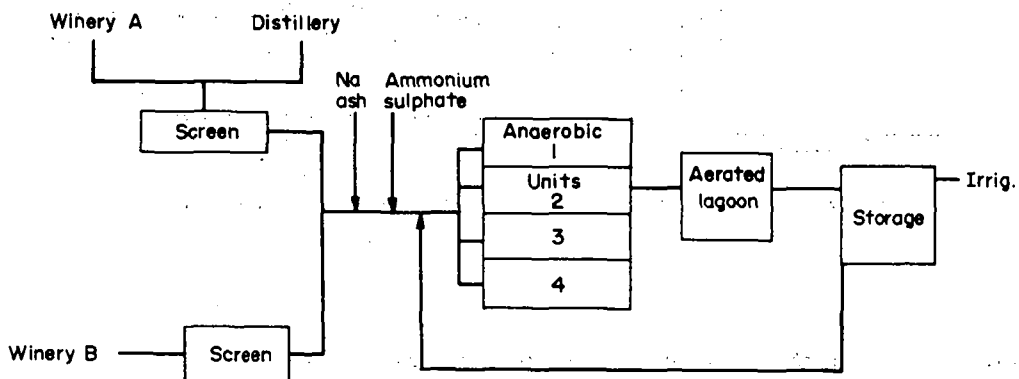 Winery A
Distillery
Na
ash
Ammonium
sulphate
Screen
Anaerobic
1
Units
2
3
4
Aerated
lagoon
Storage
Irrig.
Winery B
Screen